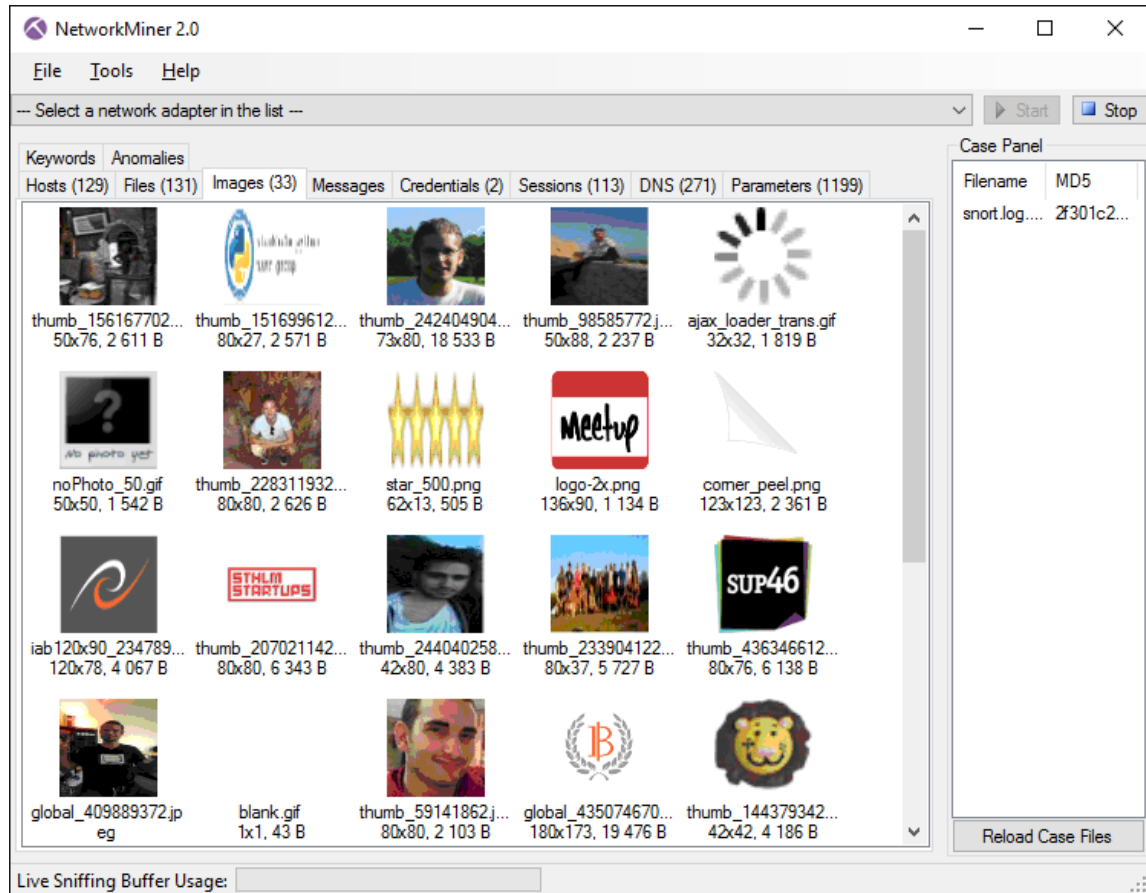 NetworkMiner 2.0
File Tools Help
--- Select a network adapter in the list ---
Start
Stop
Keywords Anomalies
Hosts (129) Files (131) Images (33) Messages Credentials (2) Sessions (113) DNS (271) Parameters (1199)
Case Panel
Filename MD5
snort.log.... 2f301c2...
stockholm python
user group
thumb_156167702... thumb_151699612... thumb_242404904... thumb_98585772.j... ajax_loader_trans.gif
50x76, 2 611 B 80x27, 2 571 B 73x80, 18 533 B 50x88, 2 237 B 32x32, 1 819 B
?
No photo yet
Meetup
noPhoto_50.gif thumb_228311932... star_500.png logo-2x.png corner_peel.png
50x50, 1 542 B 80x80, 2 626 B 62x13, 505 B 136x90, 1 134 B 123x123, 2 361 B
STHLM
STARTUPS
SUP46
iab120x90_234789... thumb_207021142... thumb_244040258... thumb_233904122... thumb_436346612...
120x78, 4 067 B 80x80, 6 343 B 42x80, 4 383 B 80x37, 5 727 B 80x76, 6 138 B
B
global_409889372.jp blank.gif thumb_59141862.j... global_435074670... thumb_144379342...
eg 1x1, 43 B 80x80, 2 103 B 180x173, 19 476 B 42x42, 4 186 B
Reload Case Files
Live Sniffing Buffer Usage: